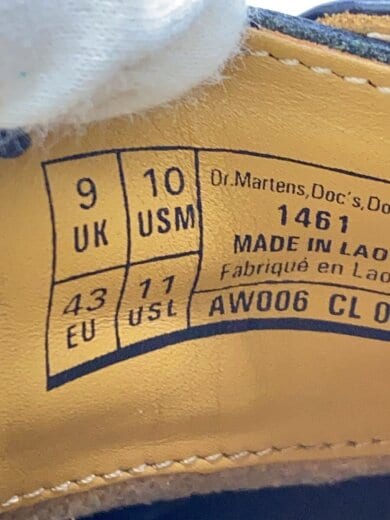 9 UK
10 USM
43 EU
11 USL
Dr.Martens, Doc's, Do
1461
MADE IN LAO
Fabriqué en Lao
AW006 CL 0